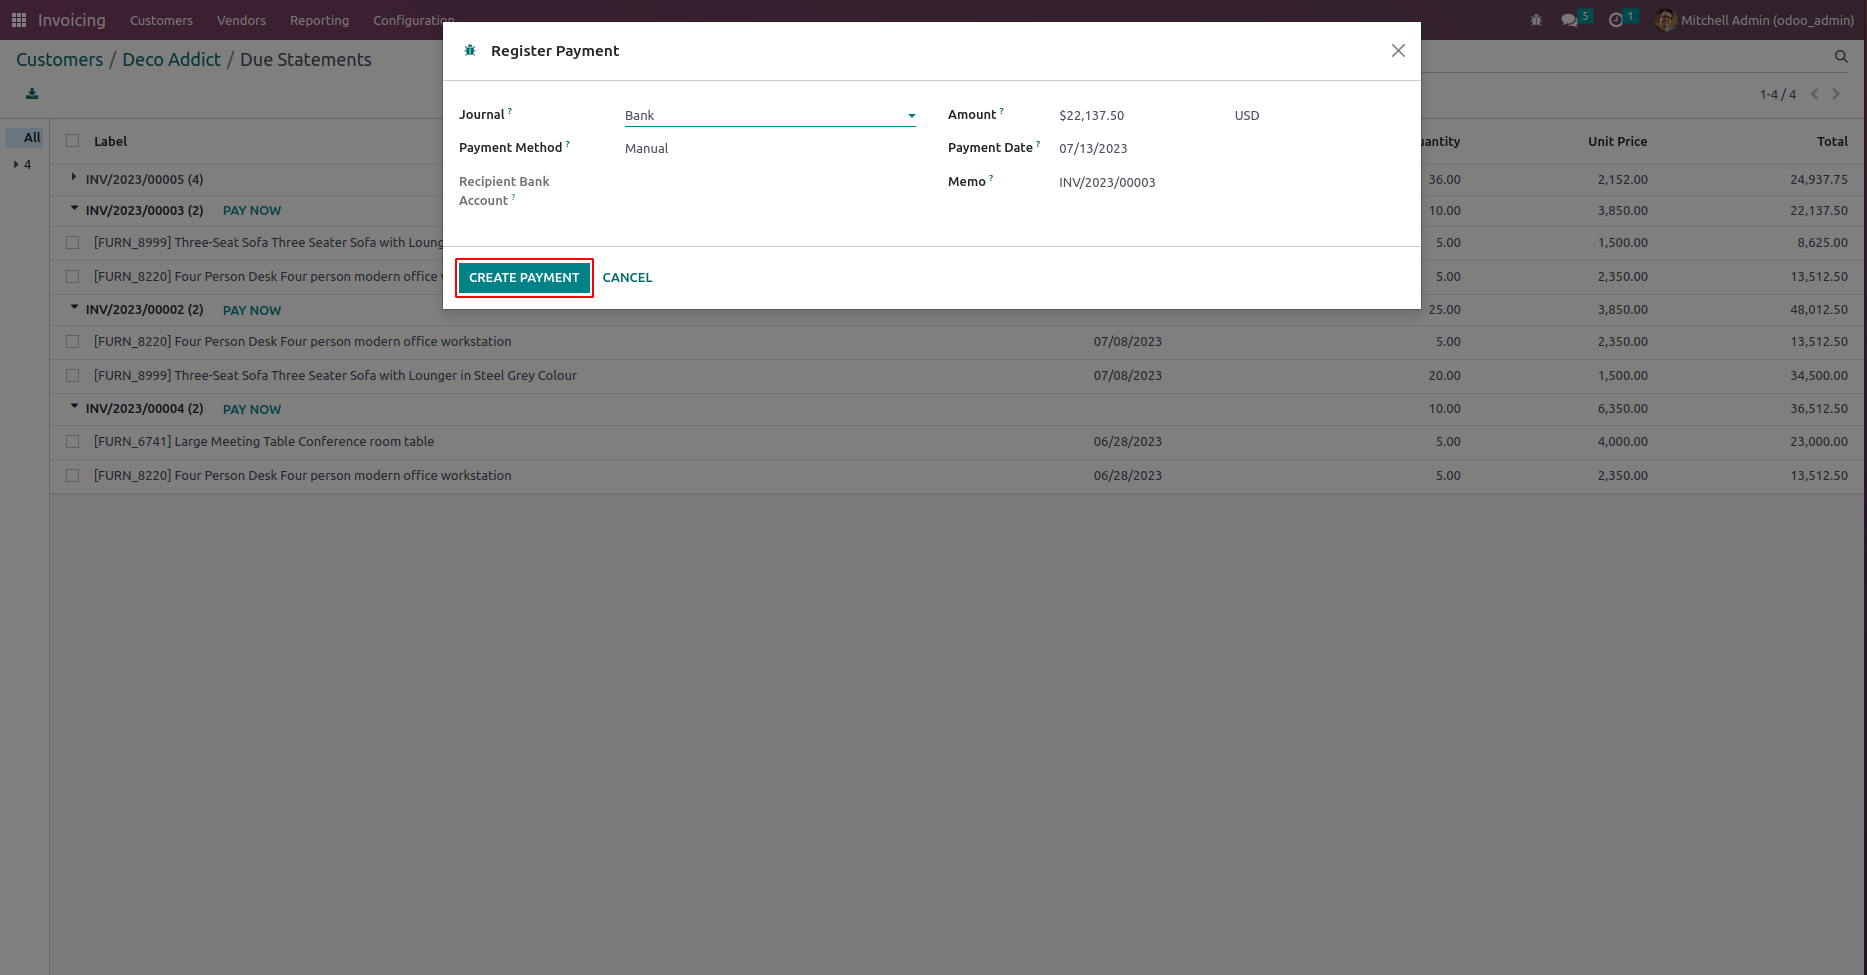 Invoicing Customers Vendors Reporting Configuration 5 1 Mitchell Admin (odoo_admin)
Customers / Deco Addict / Due Statements
1-4 / 4
Register Payment
Journal ? Bank Amount ? $22,137.50 USD
Payment Method ? Manual Payment Date ? 07/13/2023
Recipient Bank Memo ? INV/2023/00003
Account ?
CREATE PAYMENT CANCEL
All
4
Label Unit Price Total
INV/2023/00005 (4) 36.00 2,152.00 24,937.75
INV/2023/00003 (2) PAY NOW 10.00 3,850.00 22,137.50
[FURN_8999] Three-Seat Sofa Three Seater Sofa with 5.00 1,500.00 8,625.00
[FURN_8220] Four Person Desk Four person modern office 5.00 2,350.00 13,512.50
INV/2023/00002 (2) PAY NOW 25.00 3,850.00 48,012.50
[FURN_8220] Four Person Desk Four person modern office workstation 07/08/2023 5.00 2,350.00 13,512.50
[FURN_8999] Three-Seat Sofa Three Seater Sofa with Lounger in Steel Grey Colour 07/08/2023 20.00 1,500.00 34,500.00
INV/2023/00004 (2) PAY NOW 10.00 6,350.00 36,512.50
[FURN_6741] Large Meeting Table Conference room table 06/28/2023 5.00 4,000.00 23,000.00
[FURN_8220] Four Person Desk Four person modern office workstation 06/28/2023 5.00 2,350.00 13,512.50